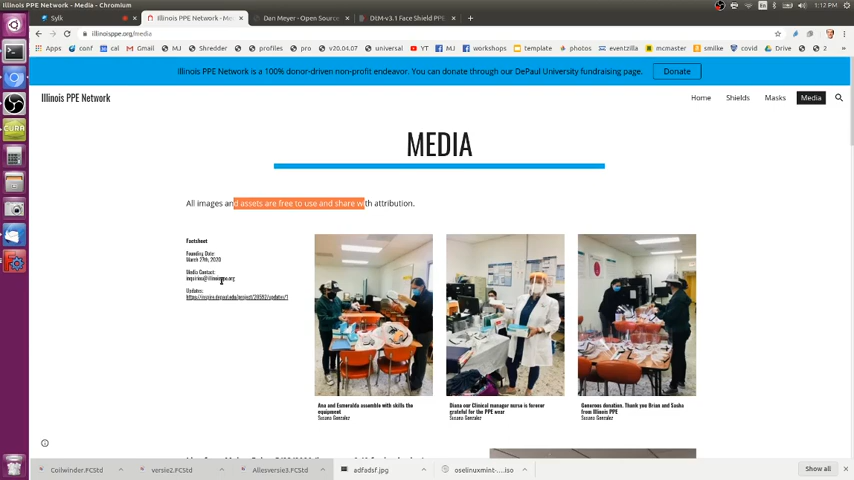 Illinois PPE Network - Media - Chromium
1:12 PM
Sylk
Illinois PPE Network - Me
Dan Meyer - Open Source
DLM-v3.1 Face Shield PPE
illinoisppe.org/media
Apps
conf
cal
Gmail
MJ
Shredder
profiles
pro
v20.04.07
universal
YT
MJ
workshops
template
eventzilla
mcmaster
smilke
covid
Drive
2
Illinois PPE Network is a 100% donor-driven non-profit endeavor. You can donate through our DePaul University fundraising page.
Donate
Illinois PPE Network
Home
Shields
Masks
Media
MEDIA
All images and assets are free to use and share with attribution.
Factsheet
Founding Date:
March 27th, 2020
Media Contact:
Updates:
Ana and Esmeralda assemble with skills the
equipment
Susana Gonzalez
Diana our Clinical manager nurse is forever
grateful for the PPE wear
Susana Gonzalez
Generous donation. Thank you Brian and Sasha
from Illinois PPE
Susana Gonzalez
Coilwinder.FCStd
versie2.FCStd
Allesversie3.FCStd
adfadsf.jpg
oselinuxmint-....iso
Show all